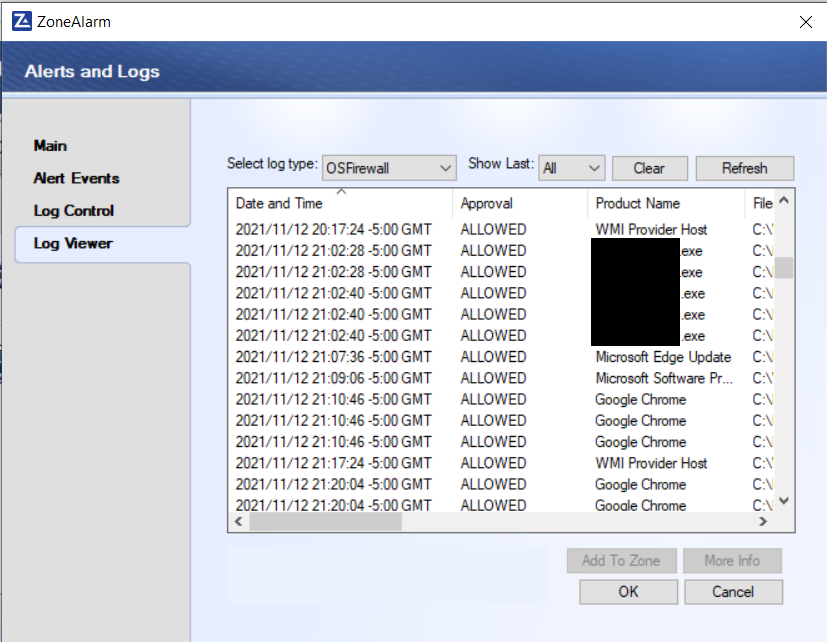 ZoneAlarm
Alerts and Logs
Main
Alert Events
Log Control
Log Viewer
Select log type: OSFirewall Show Last: All Clear Refresh
Date and Time Approval Product Name File
2021/11/12 20:17:24 -5:00 GMT ALLOWED WMI Provider Host C:\
2021/11/12 21:02:28 -5:00 GMT ALLOWED .exe C:\
2021/11/12 21:02:28 -5:00 GMT ALLOWED .exe C:\
2021/11/12 21:02:40 -5:00 GMT ALLOWED .exe C:\
2021/11/12 21:02:40 -5:00 GMT ALLOWED .exe C:\
2021/11/12 21:02:40 -5:00 GMT ALLOWED .exe C:\
2021/11/12 21:07:36 -5:00 GMT ALLOWED Microsoft Edge Update C:\
2021/11/12 21:09:06 -5:00 GMT ALLOWED Microsoft Software Pr... C:\
2021/11/12 21:10:46 -5:00 GMT ALLOWED Google Chrome C:\
2021/11/12 21:10:46 -5:00 GMT ALLOWED Google Chrome C:\
2021/11/12 21:10:46 -5:00 GMT ALLOWED Google Chrome C:\
2021/11/12 21:17:24 -5:00 GMT ALLOWED WMI Provider Host C:\
2021/11/12 21:20:04 -5:00 GMT ALLOWED Google Chrome C:\
2021/11/12 21:20:04 -5:00 GMT ALLOWED Google Chrome C:\
Add To Zone More Info
OK Cancel